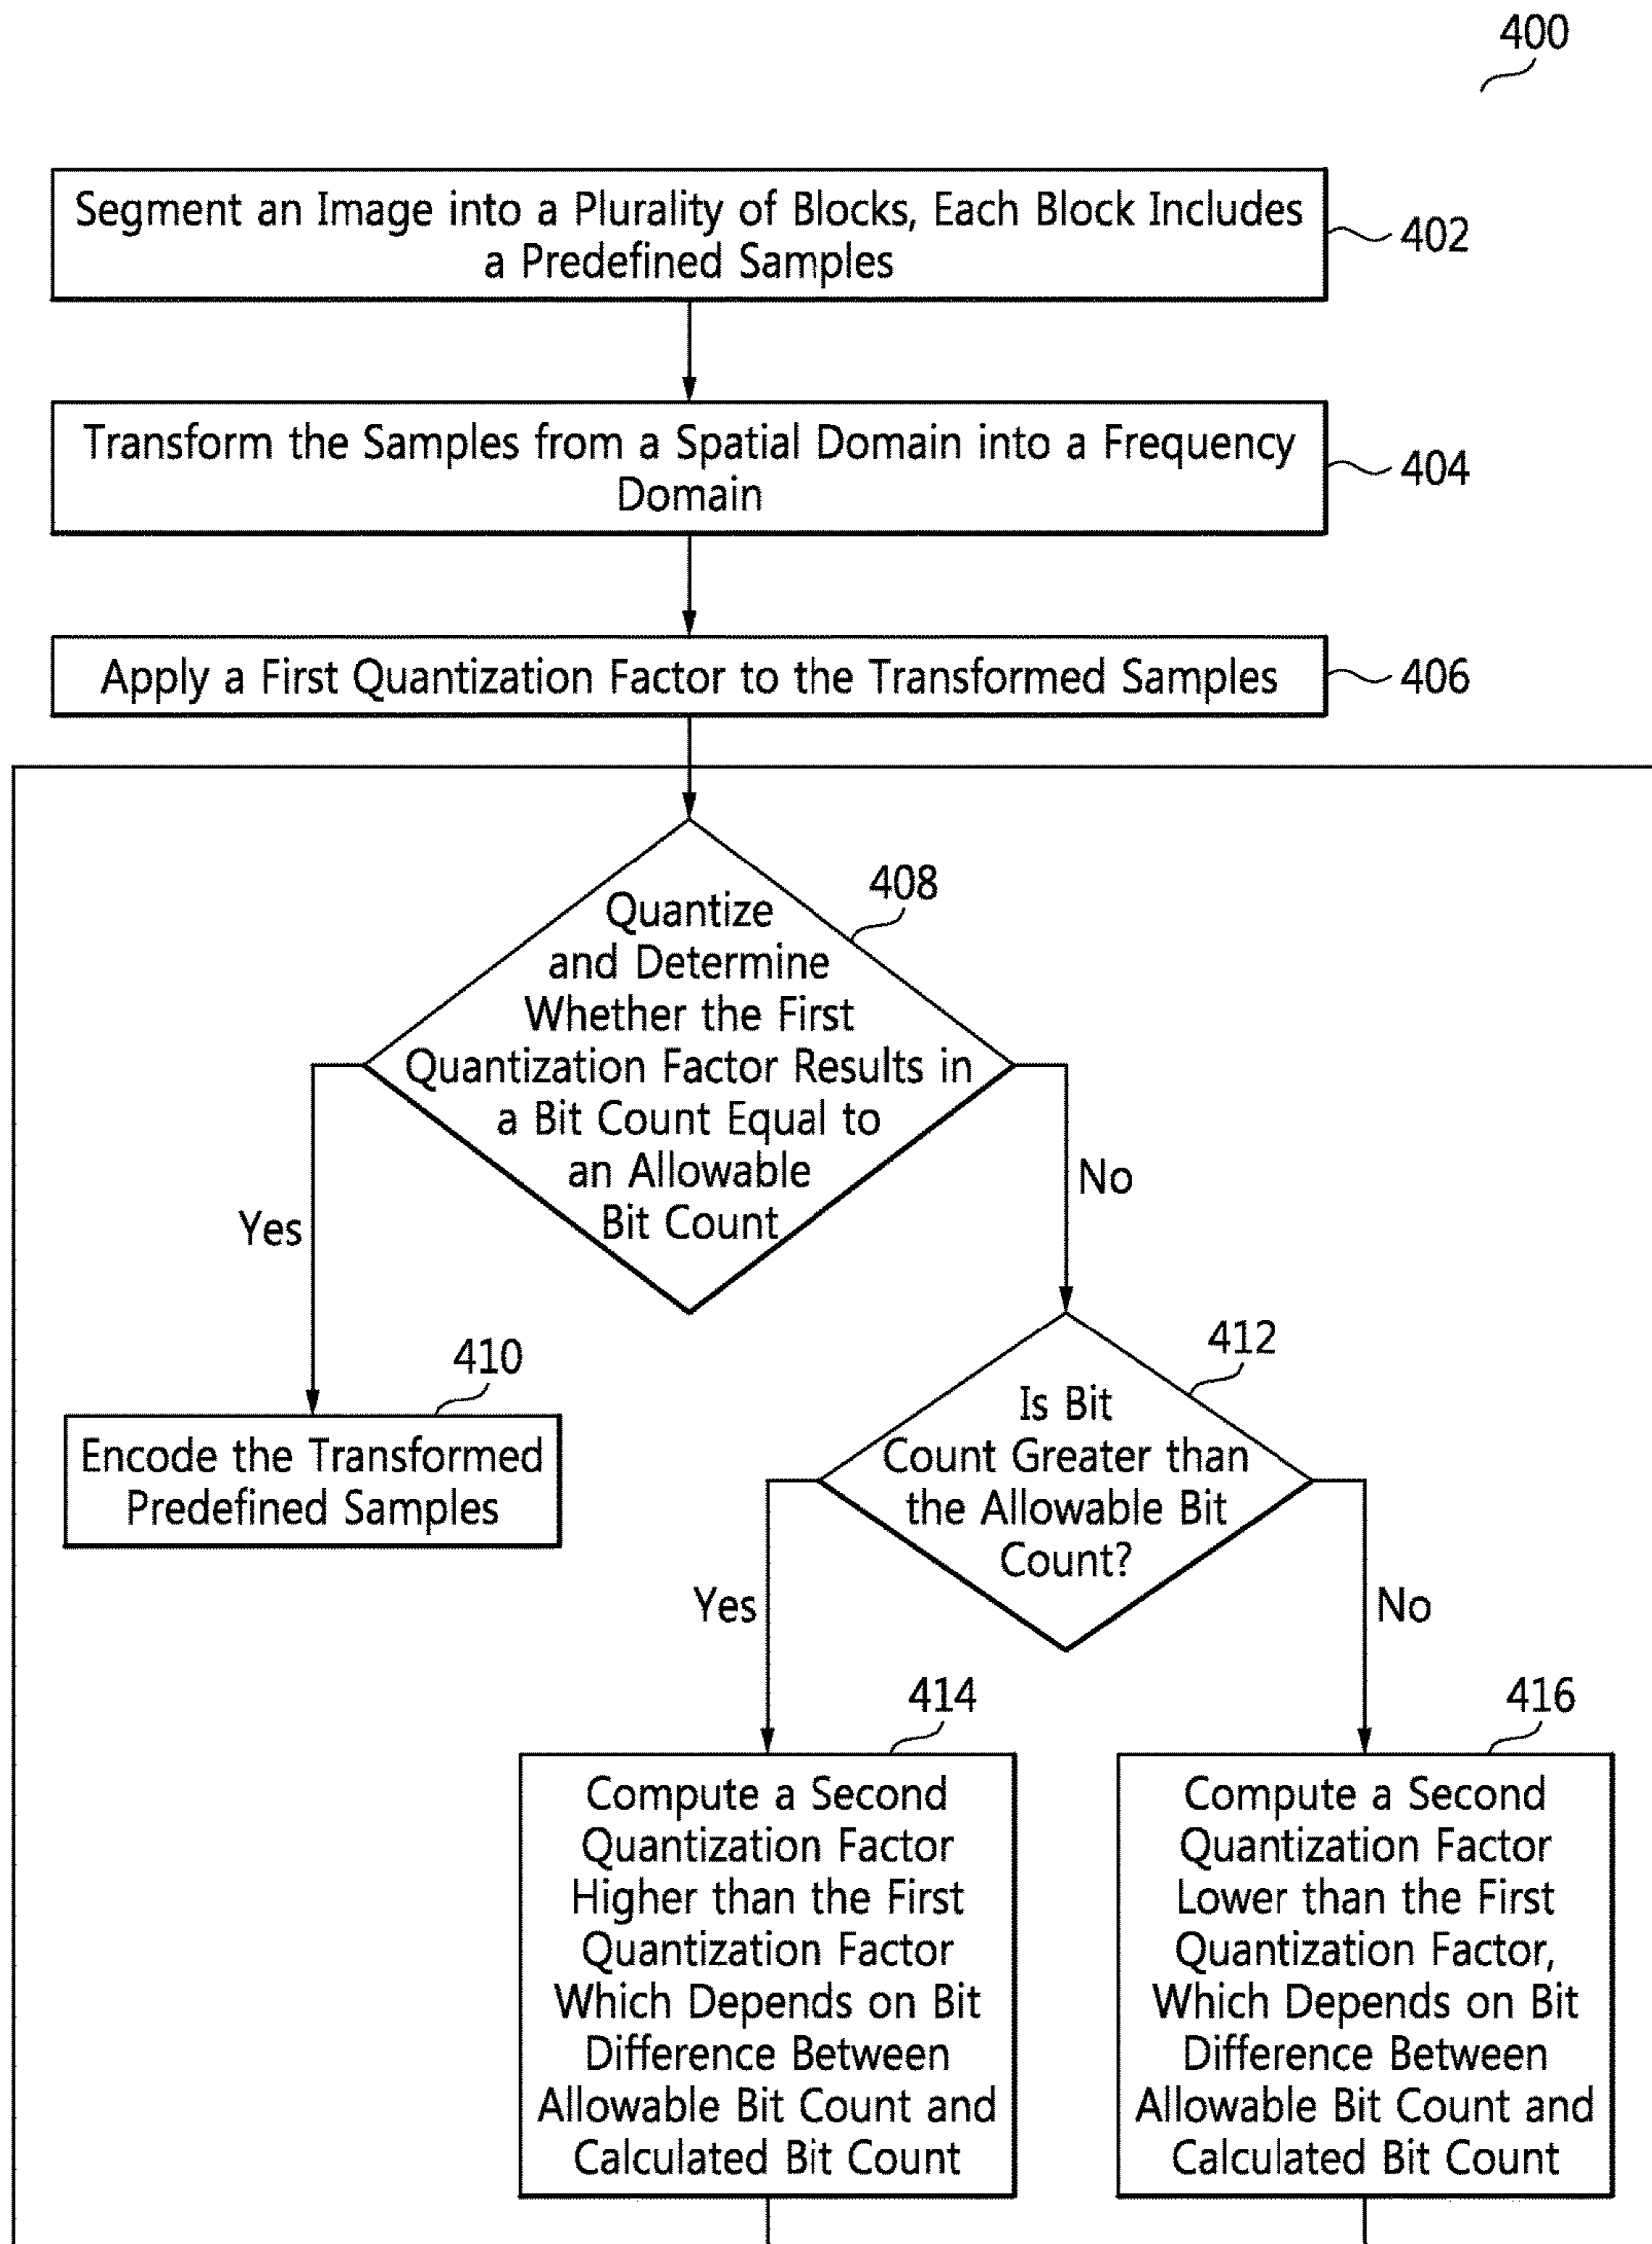 400
Segment an Image into a Plurality of Blocks, Each Block Includes
a Predefined Samples
402
Transform the Samples from a Spatial Domain into a Frequency
Domain
404
Apply a First Quantization Factor to the Transformed Samples
406
408
Quantize
and Determine
Whether the First
Quantization Factor Results in
a Bit Count Equal to
an Allowable
Bit Count
Yes
No
410
Encode the Transformed
Predefined Samples
412
Is Bit
Count Greater than
the Allowable Bit
Count?
Yes
No
414
Compute a Second
Quantization Factor
Higher than the First
Quantization Factor
Which Depends on Bit
Difference Between
Allowable Bit Count and
Calculated Bit Count
416
Compute a Second
Quantization Factor
Lower than the First
Quantization Factor,
Which Depends on Bit
Difference Between
Allowable Bit Count and
Calculated Bit Count